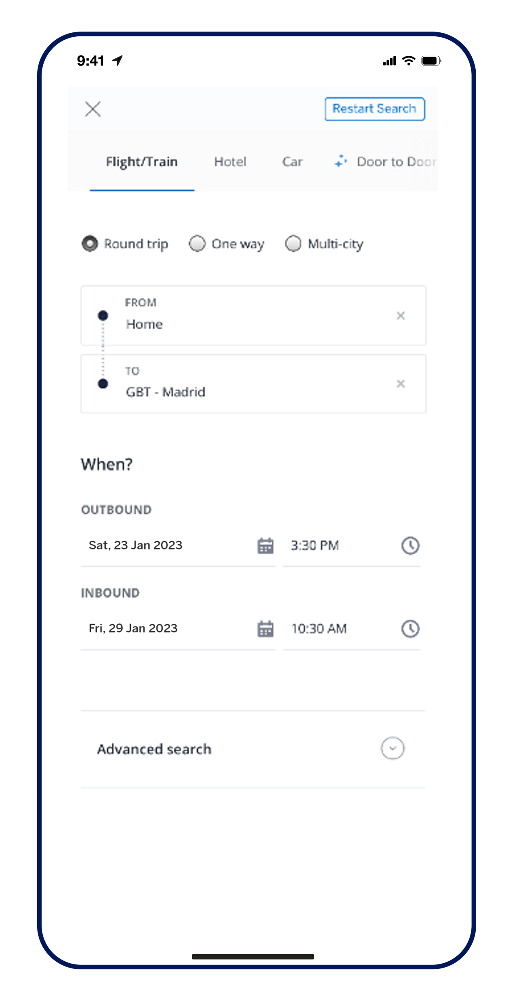 9:41
Restart Search
Flight/Train Hotel Car Door to Door
Round trip One way Multi-city
FROM
Home
TO
GBT - Madrid
When?
OUTBOUND
Sat, 23 Jan 2023 3:30 PM
INBOUND
Fri, 29 Jan 2023 10:30 AM
Advanced search